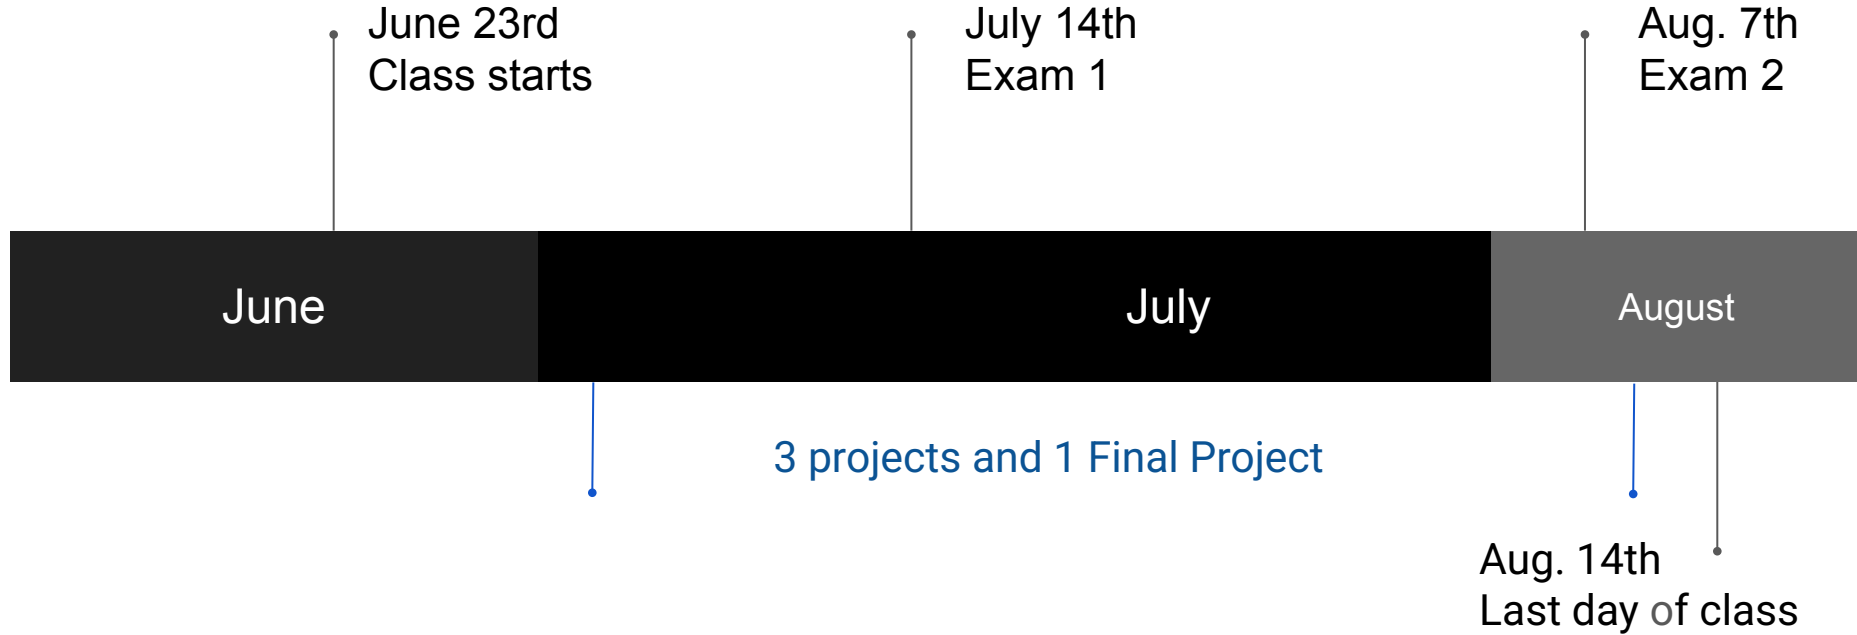 June 23rd
Class starts
July 14th
Exam 1
Aug. 7th
Exam 2
June
July
August
3 projects and 1 Final Project
Aug. 14th
Last day of class